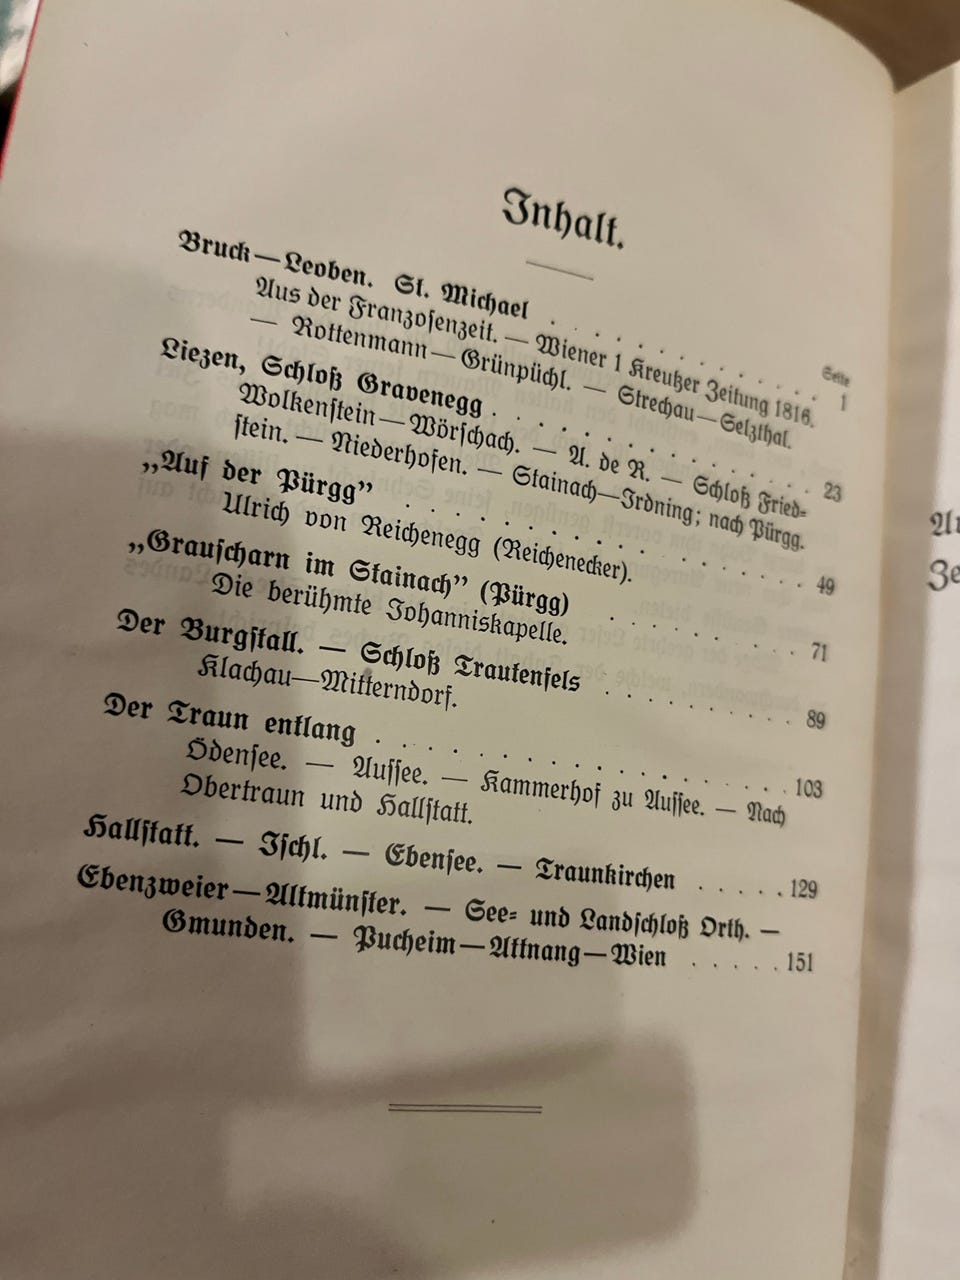 Inhalt.
Seite
Bruck—Leoben. St. Michael . . . . . . . . . . . . 1
Aus der Franzosenzeit. — Wiener 1 Kreutzer Zeitung 1816.
— Rottenmann—Grünpüchl. — Strechau—Selzthal.
Liezen, Schloß Gravenegg . . . . . . . . . . . . . 23
Wolkenstein—Wörschach. — A. de R. — Schloß Fried-
stein. — Niederhofen. — Stainach—Irdning; nach Pürgg.
„Auf der Pürgg” . . . . . . . . . . . . . . . . 49
Ulrich von Reichenegg (Reichenecker).
„Grauscharn im Stainach” (Pürgg) . . . . . . . . . 71
Die berühmte Johanniskapelle.
Der Burgstall. — Schloß Trautenfels . . . . . . . . . 89
Klachau—Mitterndorf.
Der Traun entlang . . . . . . . . . . . . . . . . 103
Ödensee. — Aussee. — Kammerhof zu Aussee. — Nach
Obertraun und Hallstatt.
Hallstatt. — Ischl. — Ebensee. — Traunkirchen . . . . . 129
Ebenzweier—Altmünster. — See- und Landschloß Orth. —
Gmunden. — Pucheim—Attnang—Wien . . . . . 151